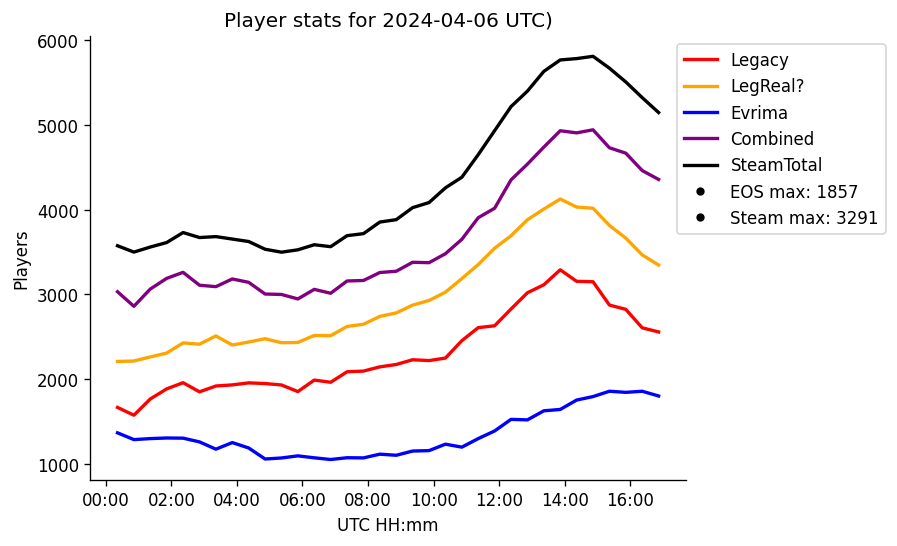 Player stats for 2024-04-06 UTC)
6000
5000
4000
3000
2000
1000
Players
00:00 02:00 04:00 06:00 08:00 10:00 12:00 14:00 16:00
UTC HH:mm
Legacy
LegReal?
Evrima
Combined
SteamTotal
EOS max: 1857
Steam max: 3291